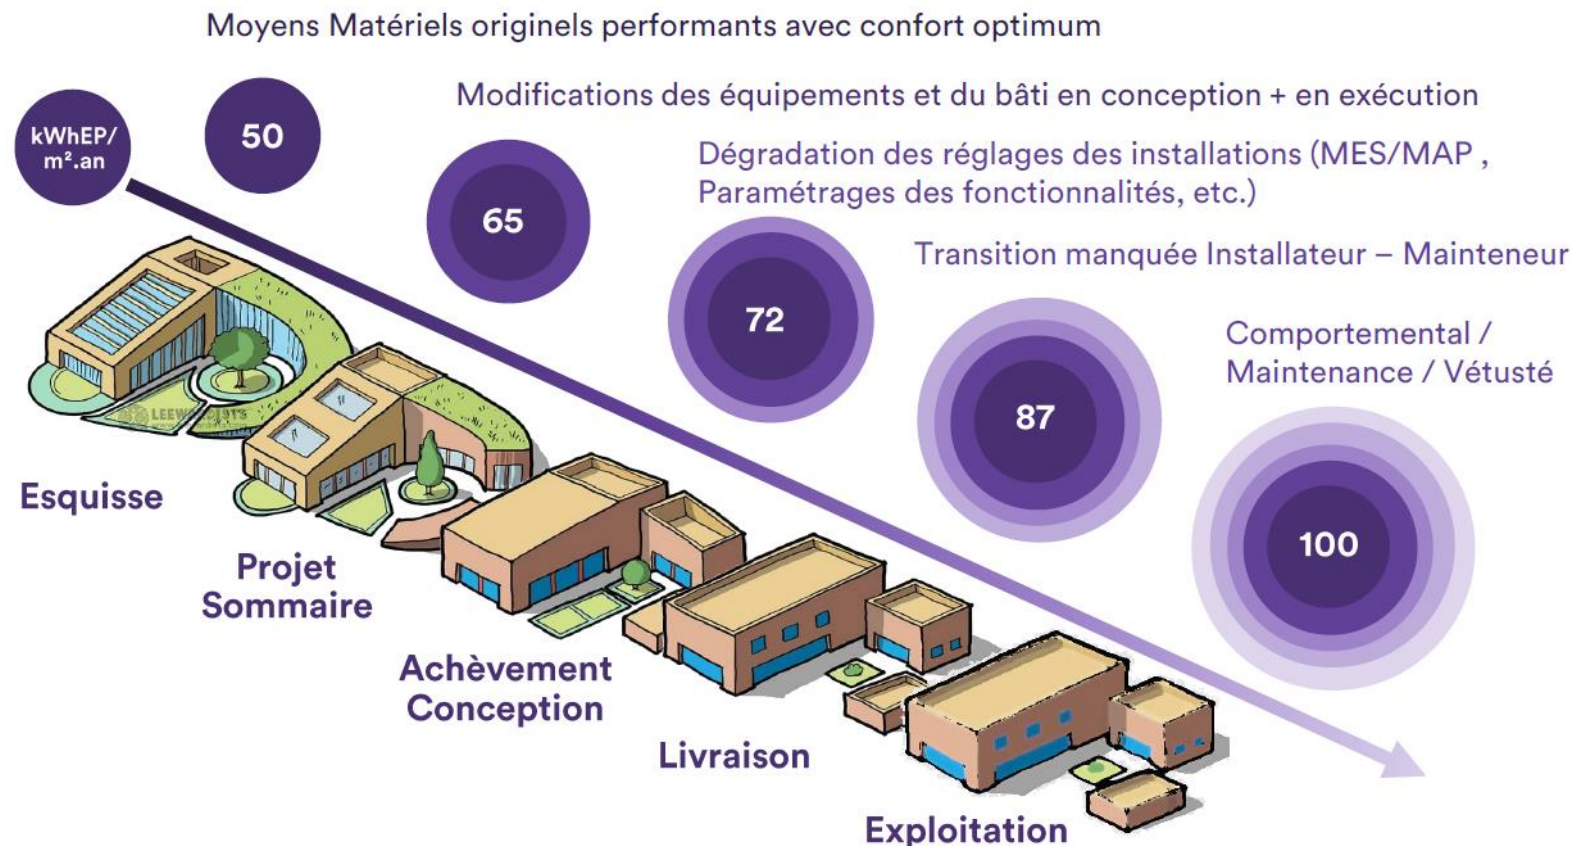 Moyens Matériels originels performants avec confort optimum
kWhEP/
m².an
50
Modifications des équipements et du bâti en conception + en exécution
65
Dégradation des réglages des installations (MES/MAP ,
Paramétrages des fonctionnalités, etc.)
72
Transition manquée Installateur – Mainteneur
87
Comportemental /
Maintenance / Vétusté
100
Esquisse
Projet
Sommaire
Achèvement
Conception
Livraison
Exploitation